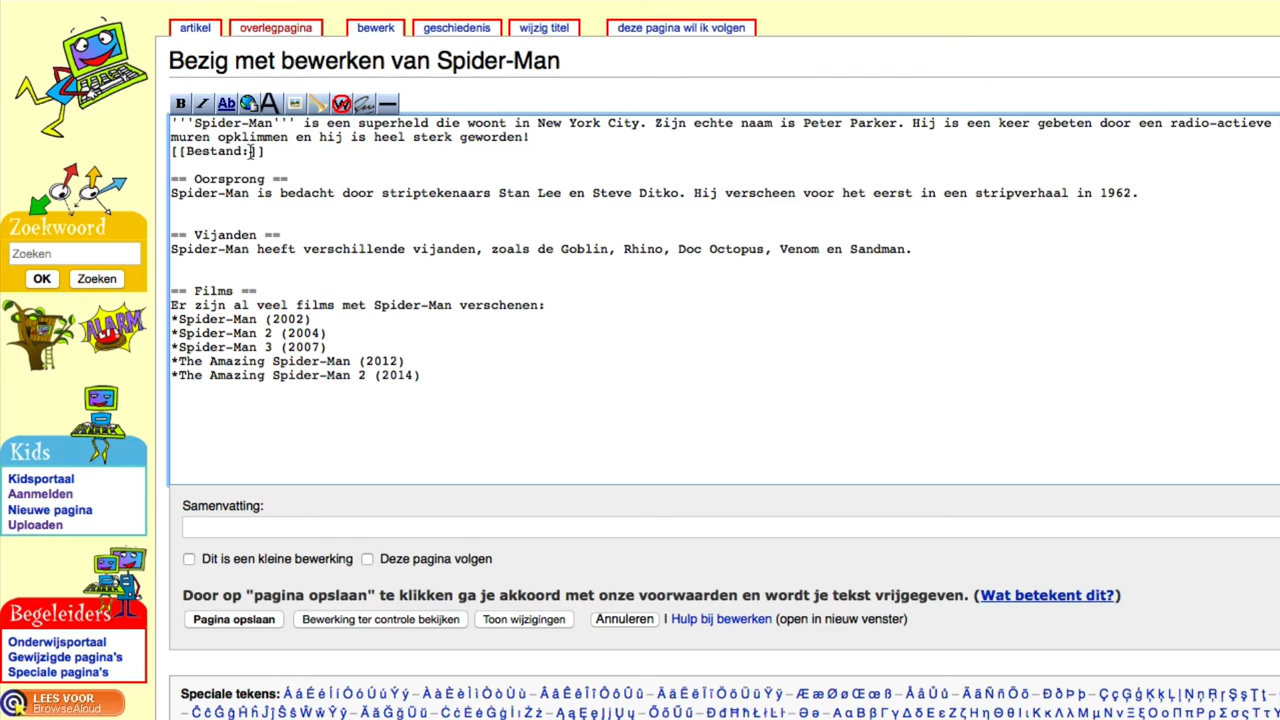 artikel
overlegpagina
bewerk
geschiedenis
wijzig titel
deze pagina wil ik volgen
Bezig met bewerken van Spider-Man
B I Ab A
'''Spider-Man''' is een superheld die woont in New York City. Zijn echte naam is Peter Parker. Hij is een keer gebeten door een radio-actieve
muren opklimmen en hij is heel sterk geworden!
[[Bestand:]]
== Oorsprong ==
Spider-Man is bedacht door striptekenaars Stan Lee en Steve Ditko. Hij verscheen voor het eerst in een stripverhaal in 1962.
== Vijanden ==
Spider-Man heeft verschillende vijanden, zoals de Goblin, Rhino, Doc Octopus, Venom en Sandman.
== Films ==
Er zijn al veel films met Spider-Man verschenen:
*Spider-Man (2002)
*Spider-Man 2 (2004)
*Spider-Man 3 (2007)
*The Amazing Spider-Man (2012)
*The Amazing Spider-Man 2 (2014)
Zoekwoord
Zoeken
OK
Zoeken
ALARM
Kids
Kidsportaal
Aanmelden
Nieuwe pagina
Uploaden
Begeleiders
Onderwijsportaal
Gewijzigde pagina's
Speciale pagina's
LEES VOOR
BrowseAloud
Samenvatting:
Dit is een kleine bewerking
Deze pagina volgen
Door op "pagina opslaan" te klikken ga je akkoord met onze voorwaarden en wordt je tekst vrijgegeven. (Wat betekent dit?)
Pagina opslaan
Bewerking ter controle bekijken
Toon wijzigingen
Annuleren
| Hulp bij bewerken (open in nieuw venster)
Speciale tekens: